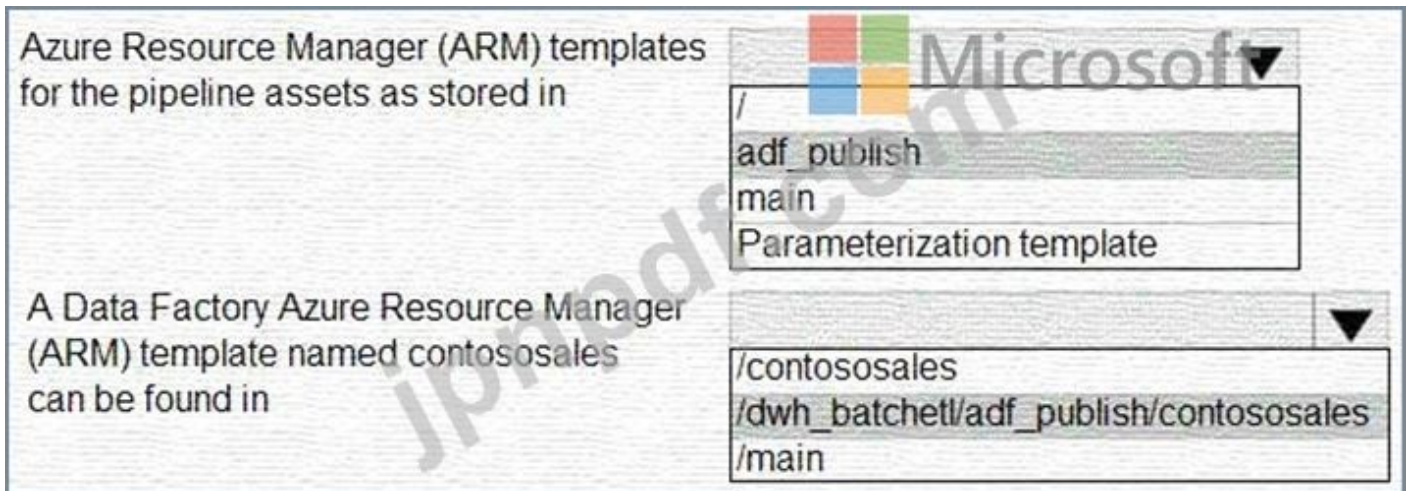 Azure Resource Manager (ARM) templates
for the pipeline assets as stored in
Microsoft
/
adf_publish
main
Parameterization template
A Data Factory Azure Resource Manager
(ARM) template named contososales
can be found in
/contososales
/dwh_batchetl/adf_publish/contososales
/main
jpnpdf.com